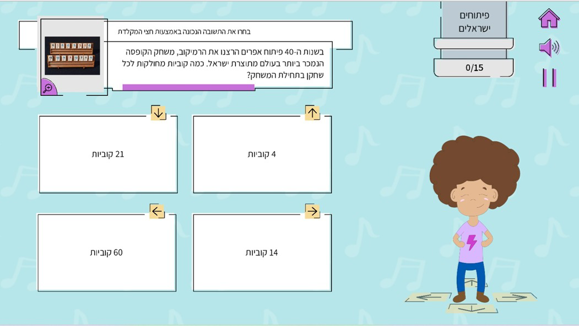 פיתוחים
ישראלים
0/15
בחרו את התשובה הנכונה באמצעות חצי המקלדת
בשנות ה-40 פיתוח אפרים הרצנו את הרמיקוב, משחק הקופסה
הנמכר ביותר בעולם מתוצרת ישראל. כמה קוביות מחולקות לכל
שחקן בתחילת המשחק?
4 קוביות
21 קוביות
14 קוביות
60 קוביות